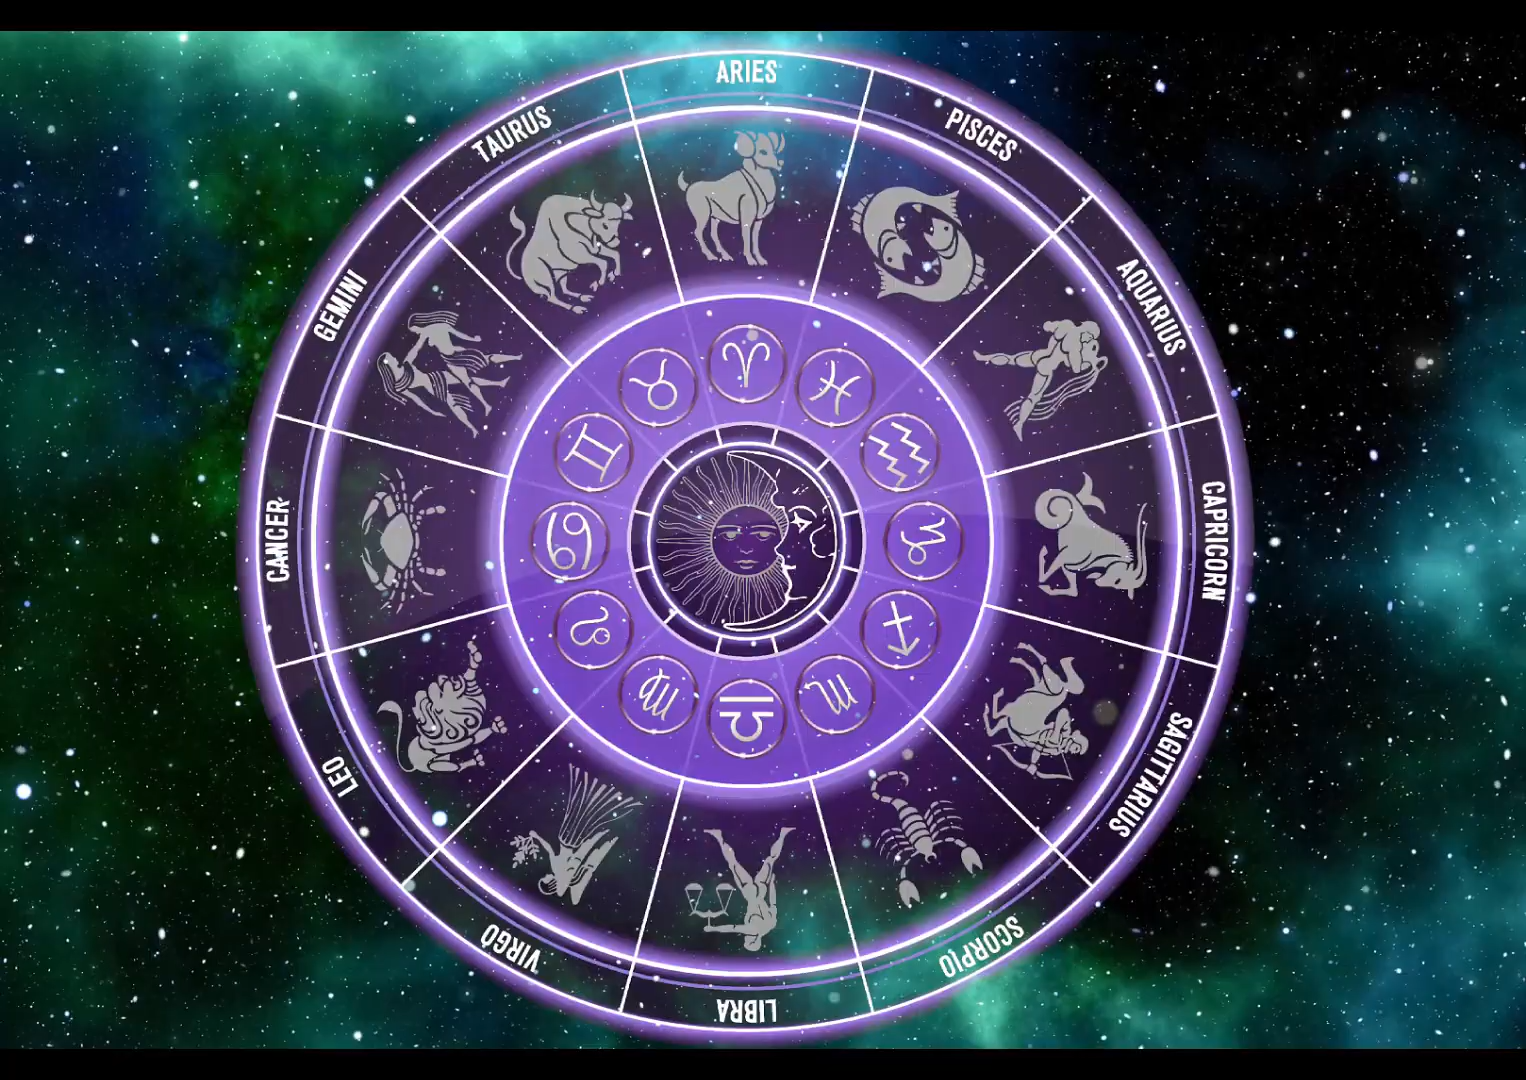 ARIES
PISCES
AQUARIUS
CAPRICORN
SAGITTARIUS
SCORPIO
LIBRA
VIRGO
LEO
CANCER
GEMINI
TAURUS